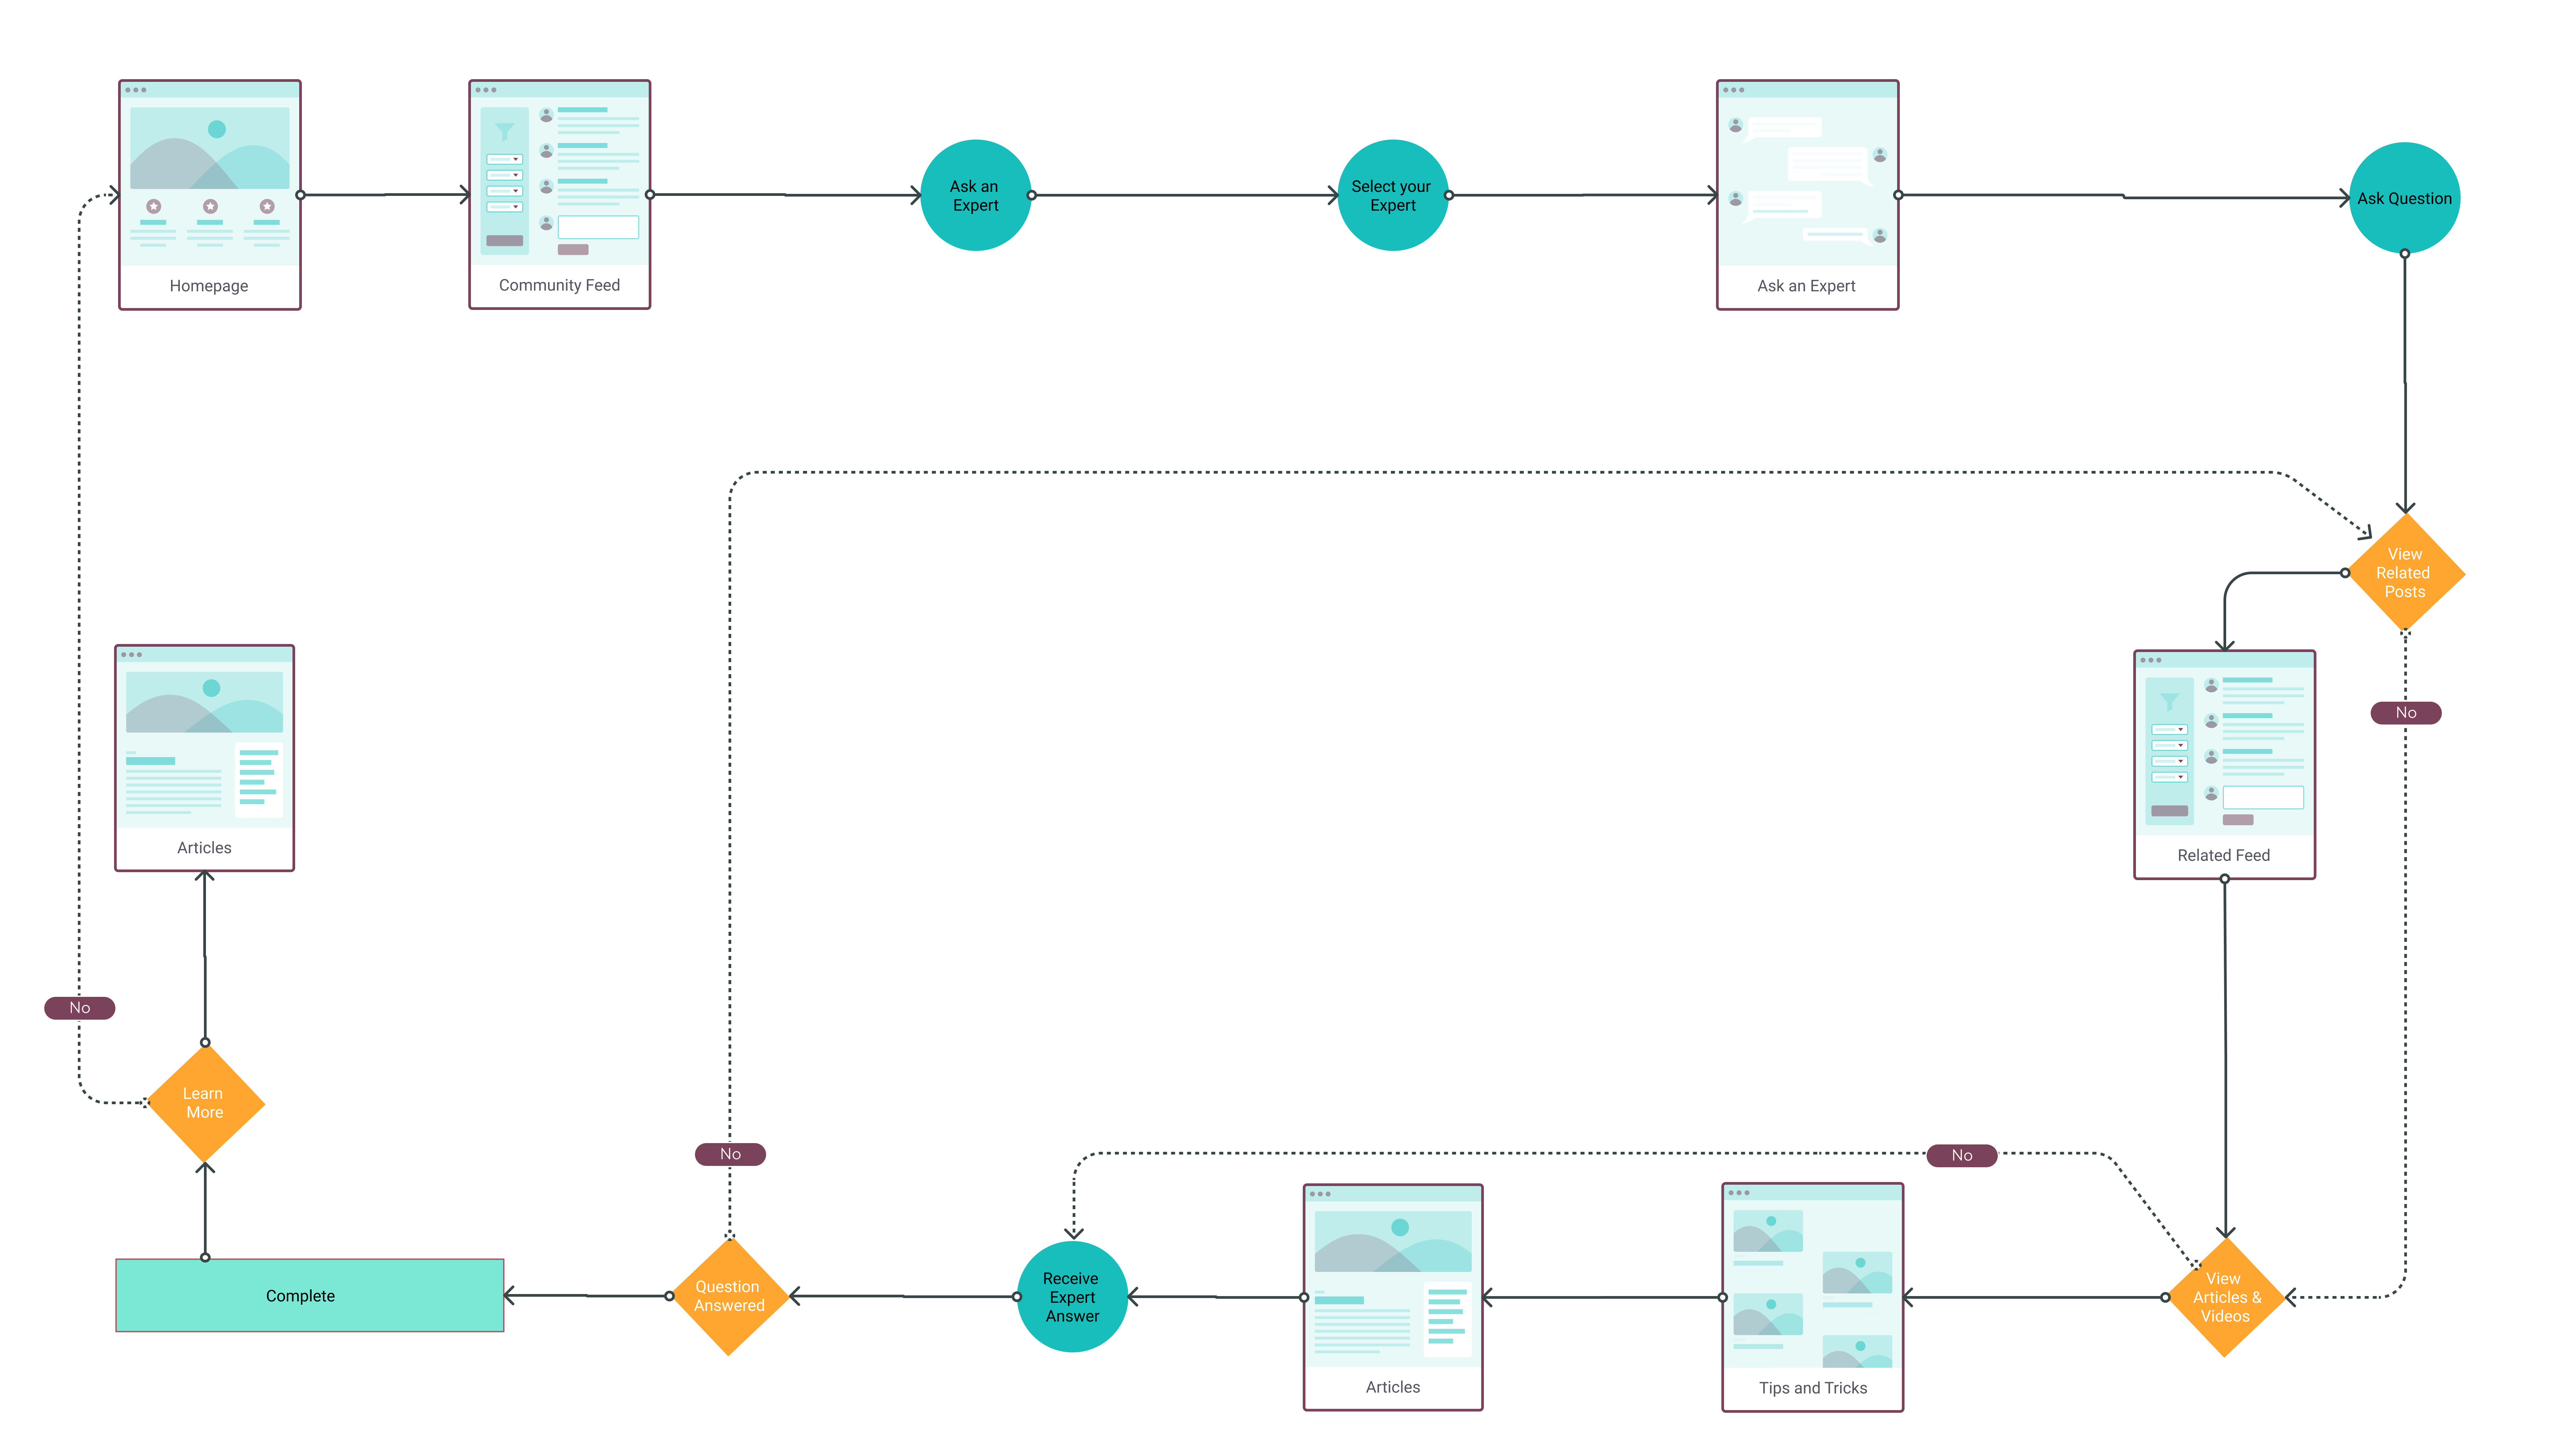 Homepage
Community Feed
Ask an
Expert
Select your
Expert
Ask an Expert
Ask Question
View
Related
Posts
No
Related Feed
Articles
No
Learn
More
No
No
Complete
Question
Answered
Receive
Expert
Answer
Articles
Tips and Tricks
View
Articles &
Videos